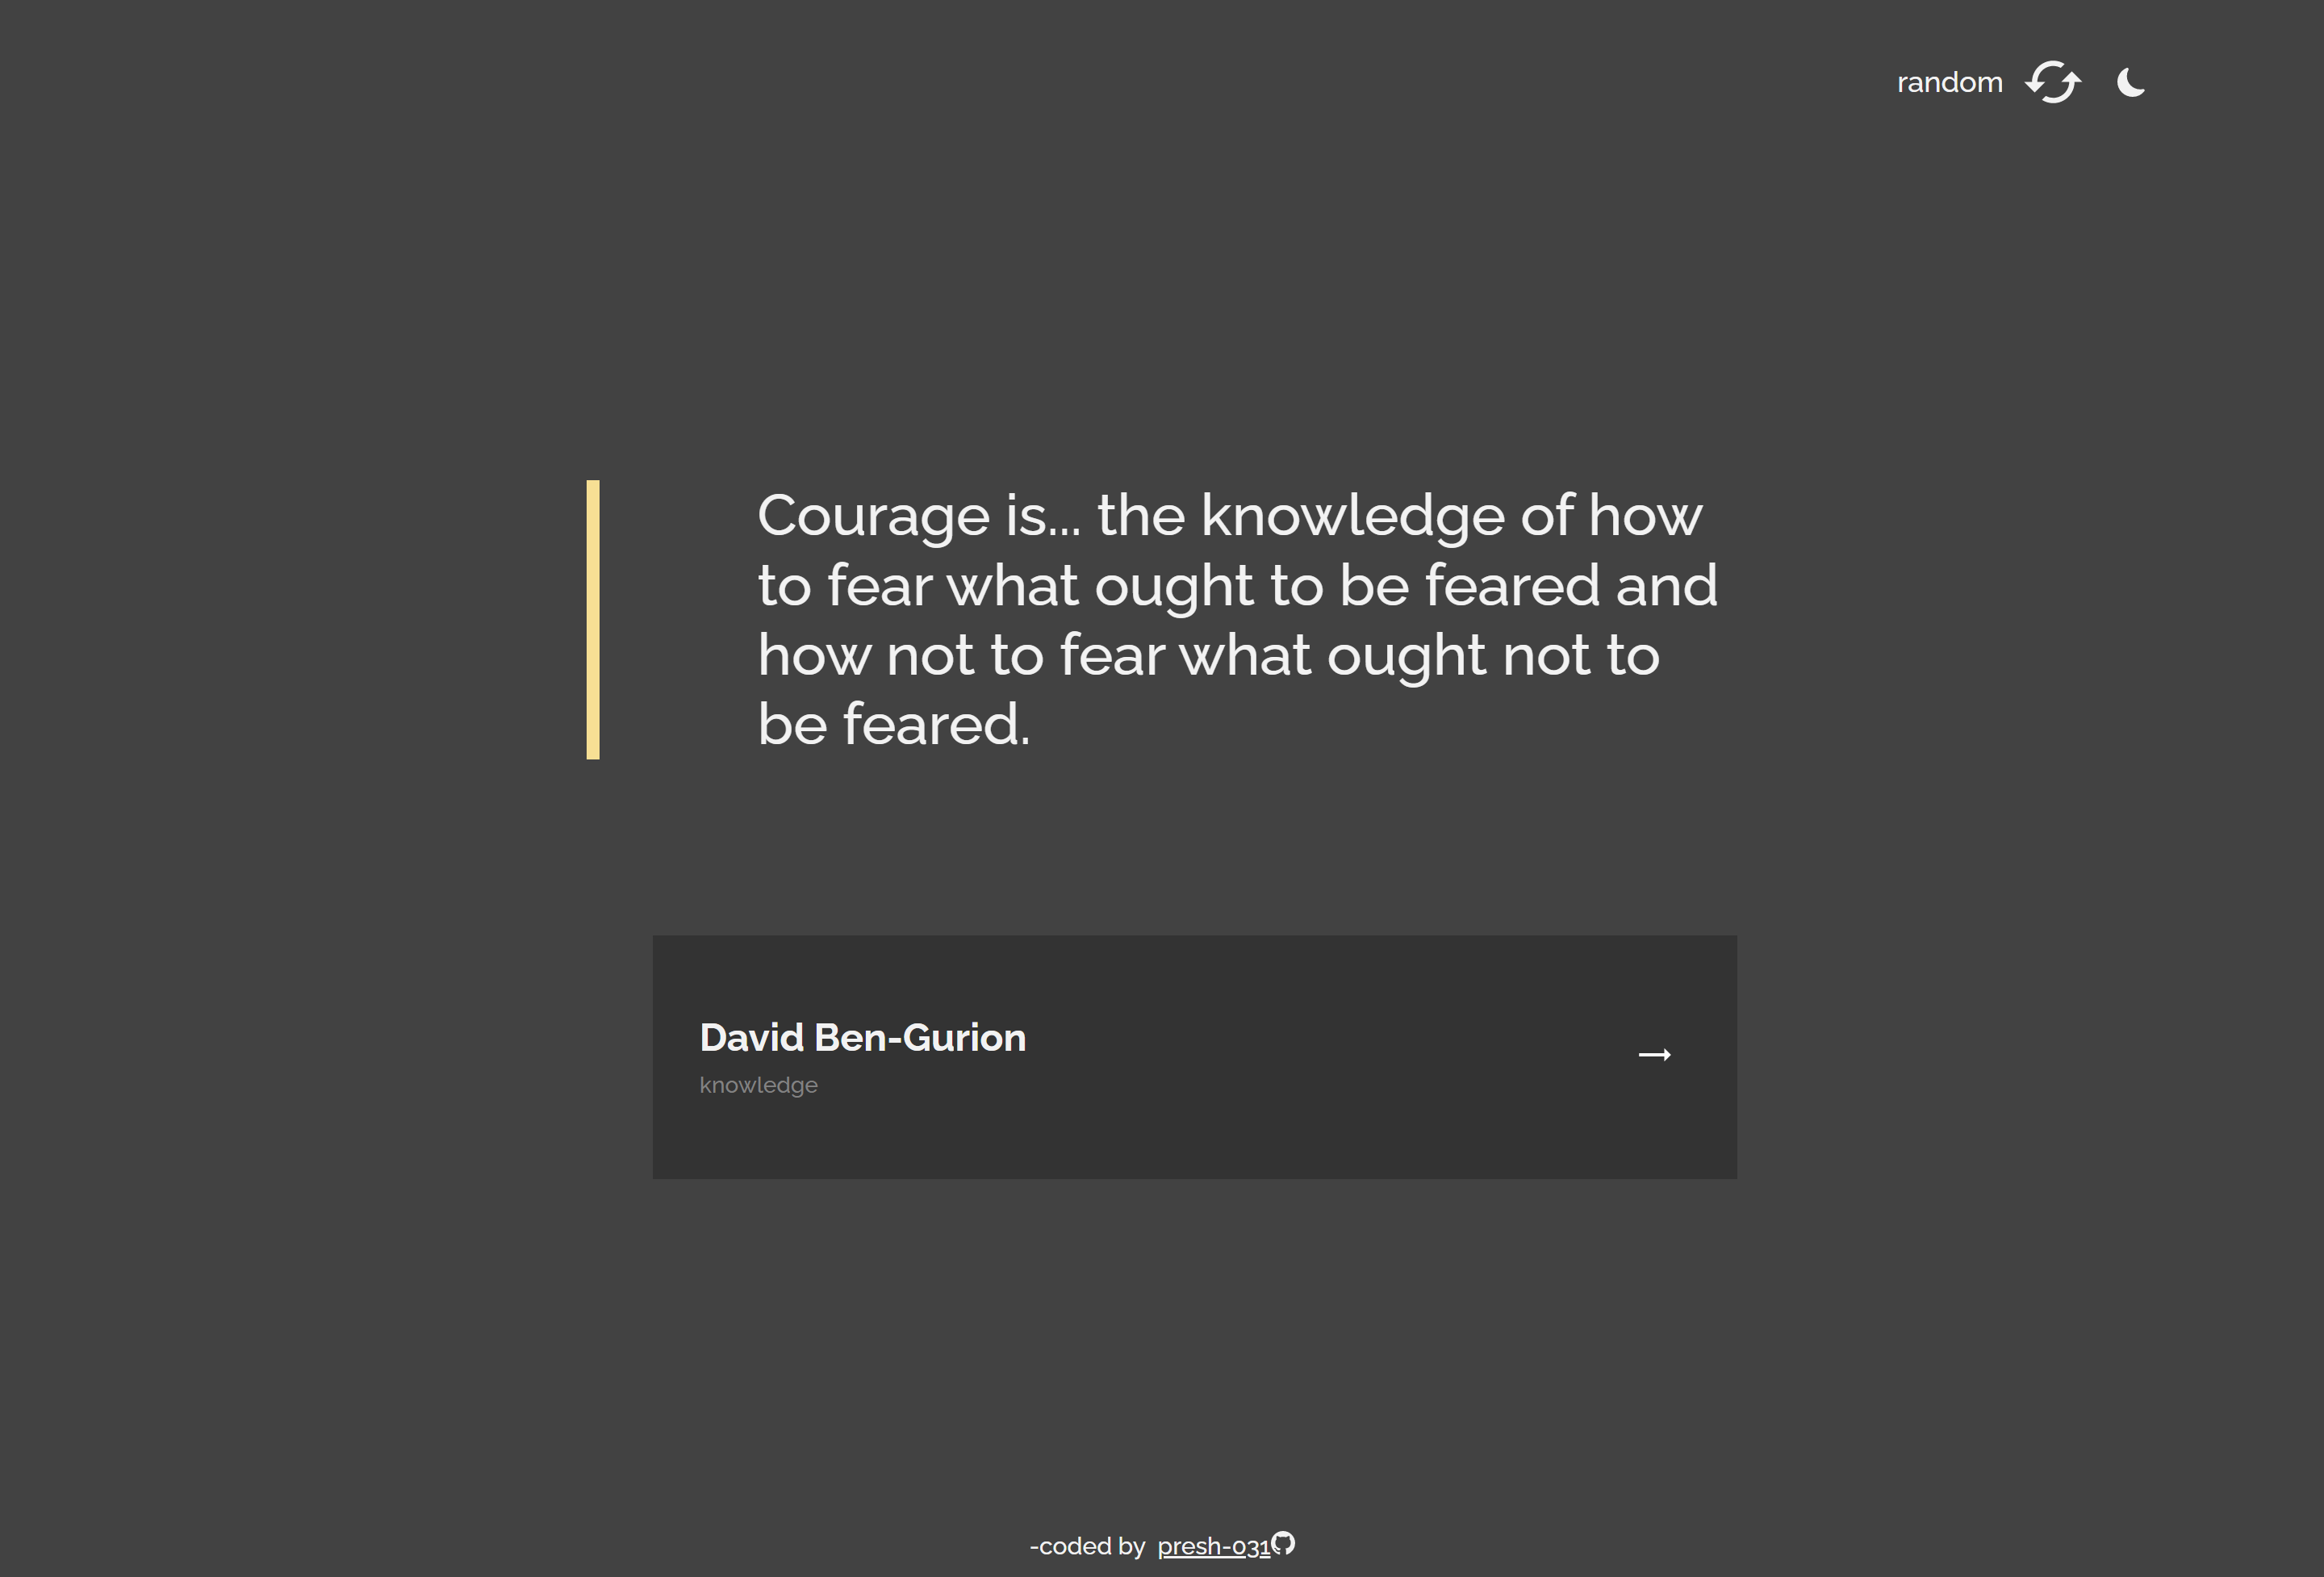 random
Courage is... the knowledge of how
to fear what ought to be feared and
how not to fear what ought not to
be feared.
David Ben-Gurion
knowledge
-coded by presh-031